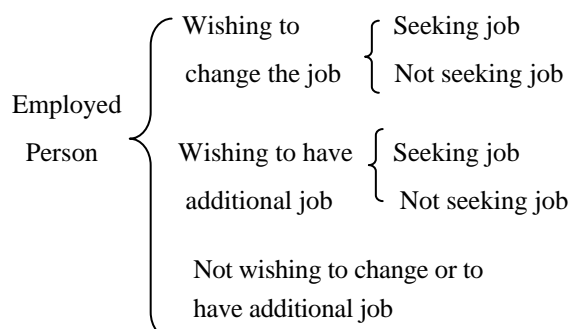 Employed
Person
Wishing to
change the job
Seeking job
Not seeking job
Wishing to have
additional job
Seeking job
Not seeking job
Not wishing to change or to
have additional job